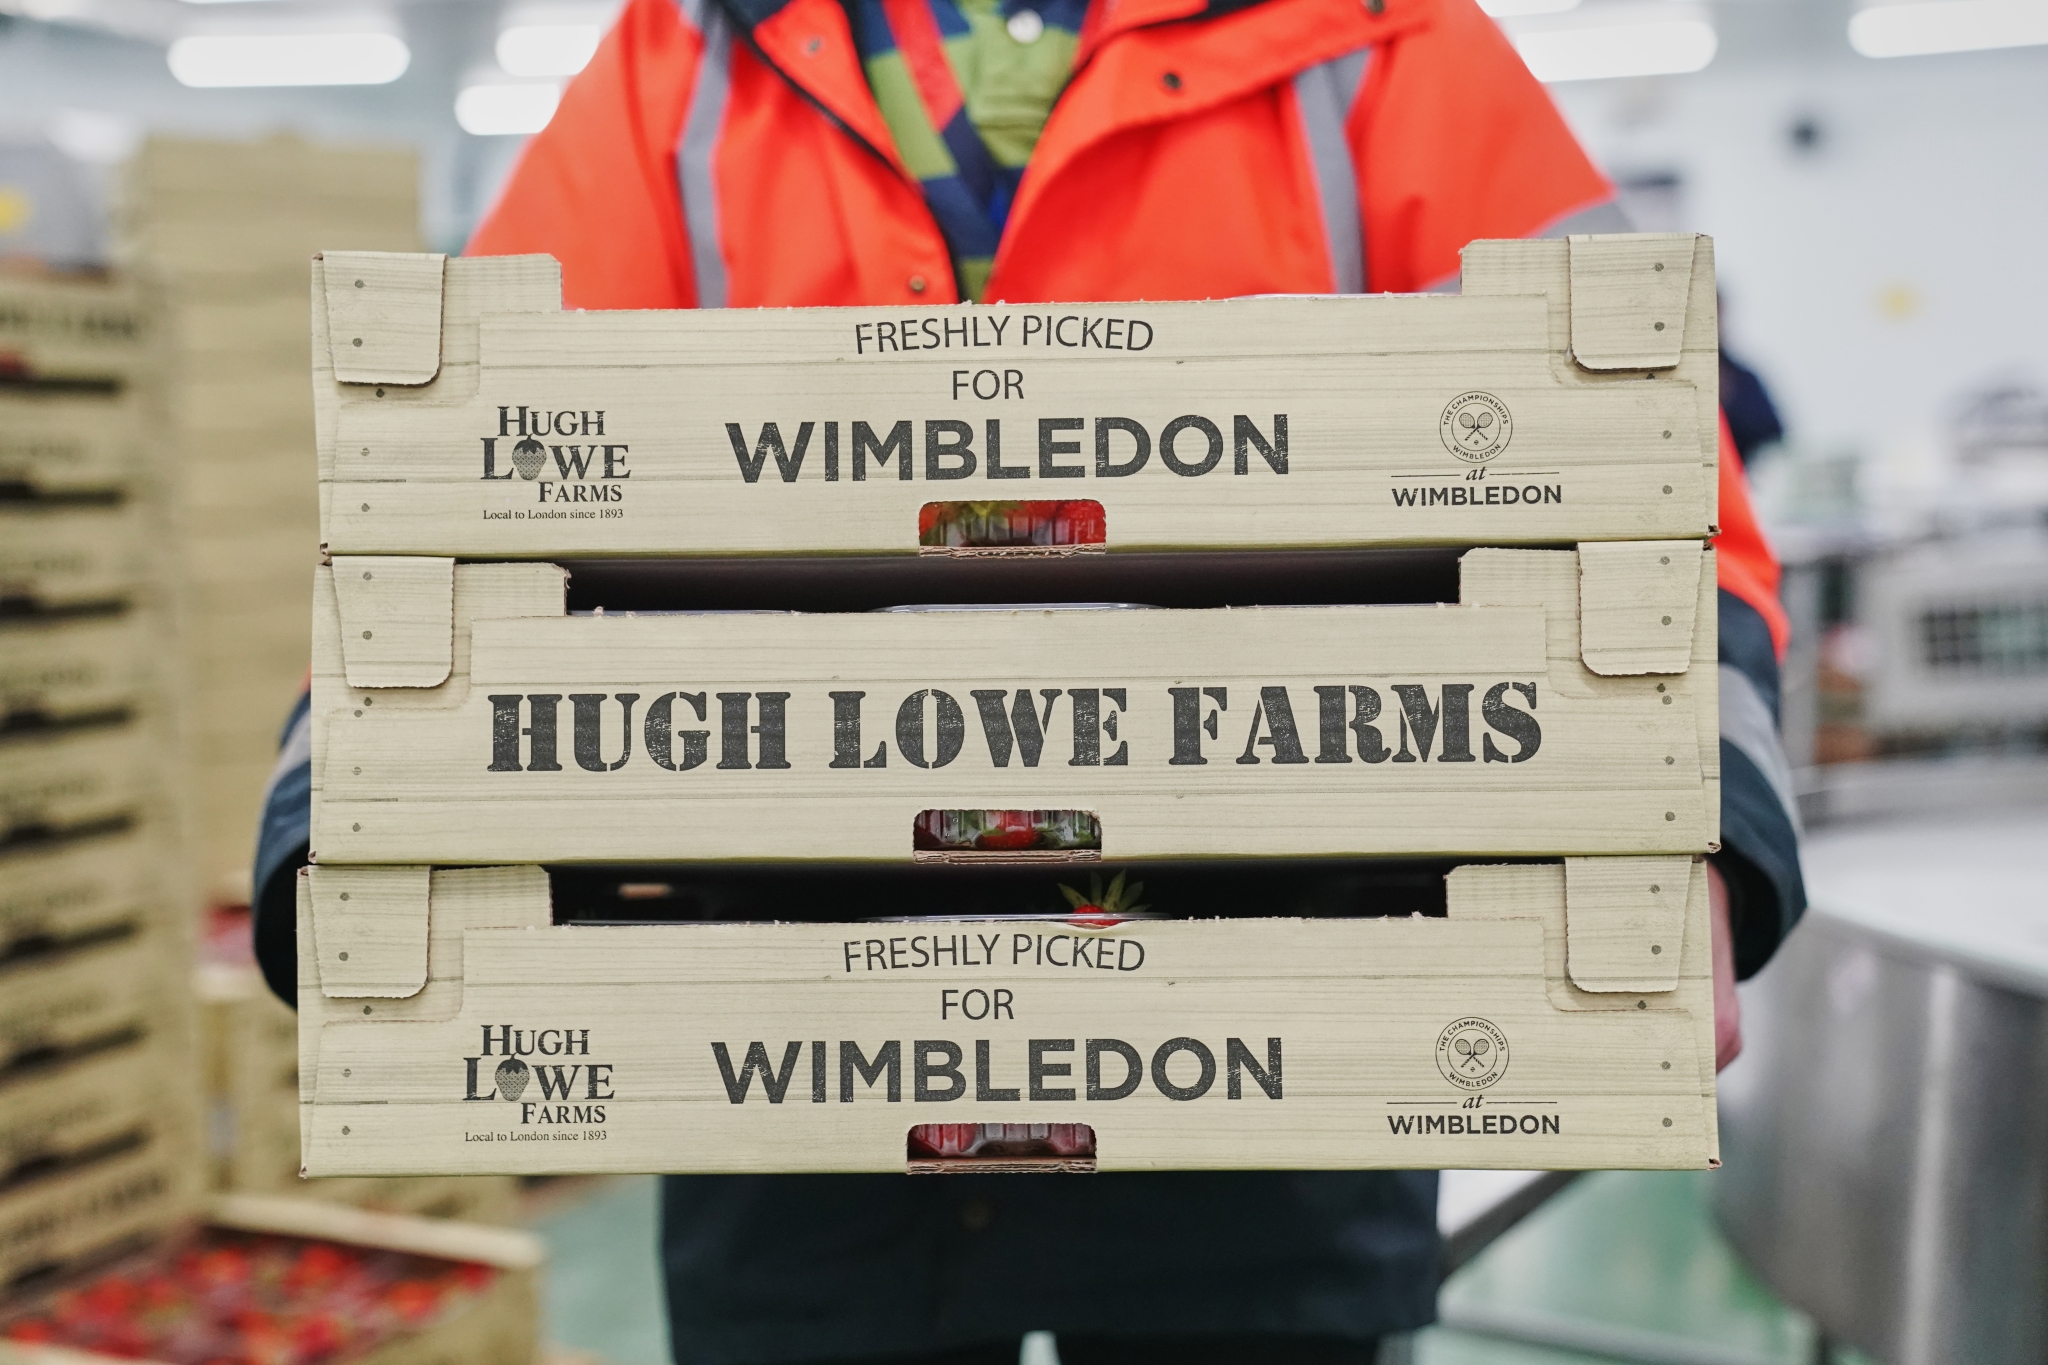 FRESHLY PICKED
FOR
WIMBLEDON
HUGH
LOWE
FARMS
Local to London since 1893
THE CHAMPIONSHIPS
WIMBLEDON
at
WIMBLEDON
HUGH LOWE FARMS
FRESHLY PICKED
FOR
WIMBLEDON
HUGH
LOWE
FARMS
Local to London since 1893
THE CHAMPIONSHIPS
WIMBLEDON
at
WIMBLEDON